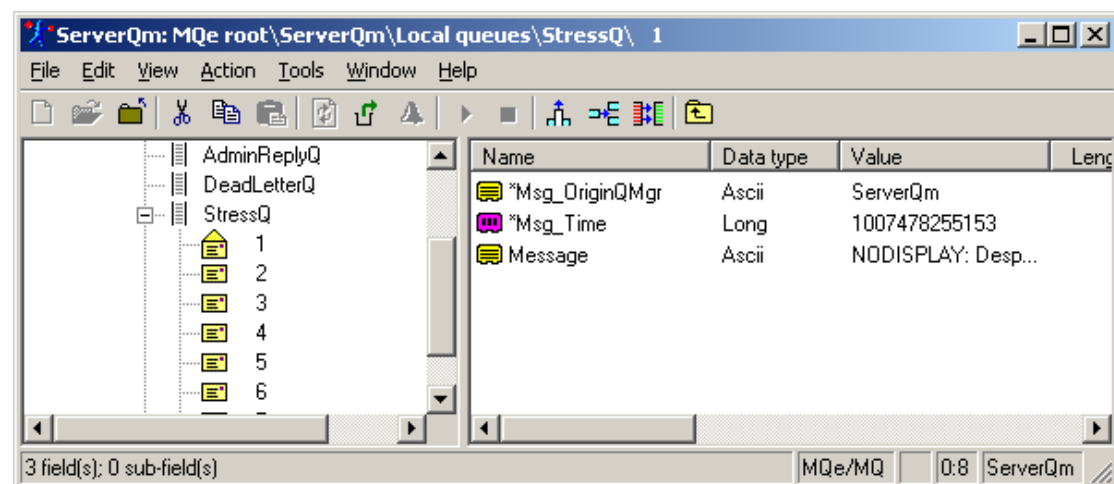 ServerQm: MQe root\ServerQm\Local queues\StressQ\ 1
File Edit View Action Tools Window Help
AdminReplyQ
DeadLetterQ
StressQ
1
2
3
4
5
6
Name Data type Value Leng
*Msg_OriginQMgr Ascii ServerQm
*Msg_Time Long 1007478255153
Message Ascii NODISPLAY: Desp...
3 field(s); 0 sub-field(s) MQe/MQ 0:8 ServerQm